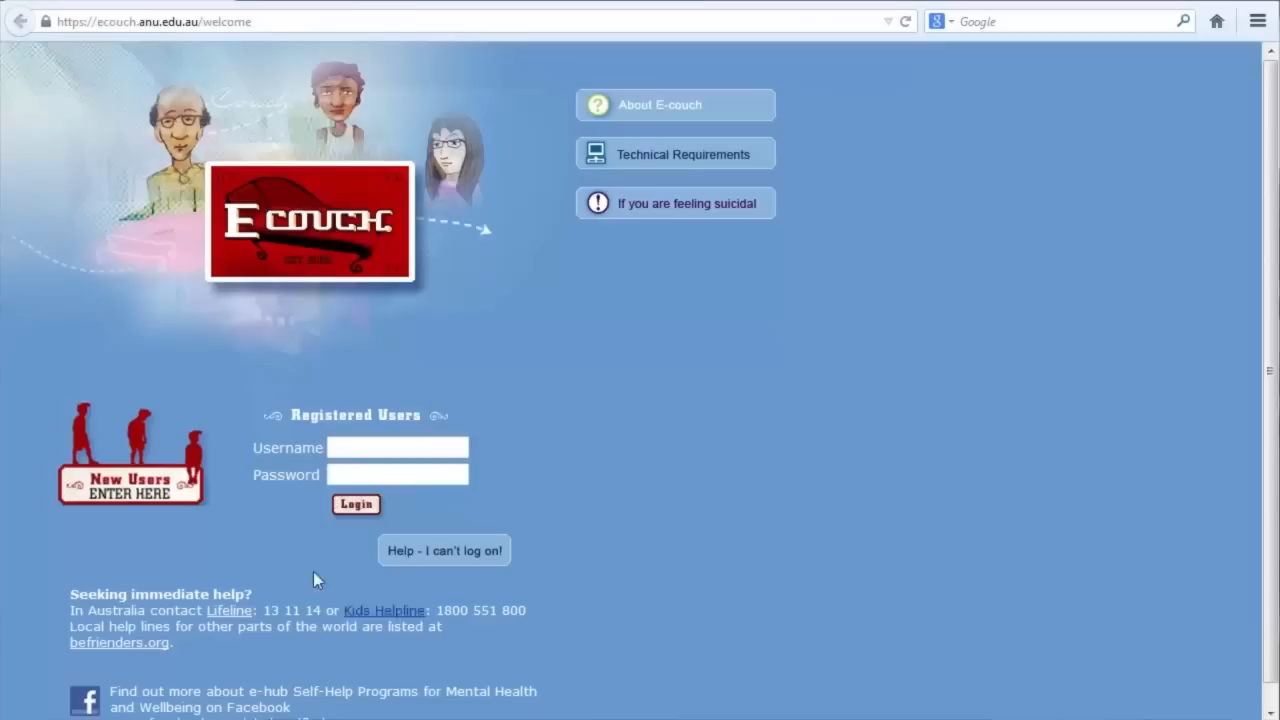 https://ecouch.anu.edu.au/welcome
Google
About E-couch
Technical Requirements
If you are feeling suicidal
E COUCH
Registered Users
Username
Password
New Users
ENTER HERE
Login
Help - I can't log on!
Seeking immediate help?
In Australia contact Lifeline: 13 11 14 or Kids Helpline: 1800 551 800
Local help lines for other parts of the world are listed at
befrienders.org.
Find out more about e-hub Self-Help Programs for Mental Health
and Wellbeing on Facebook